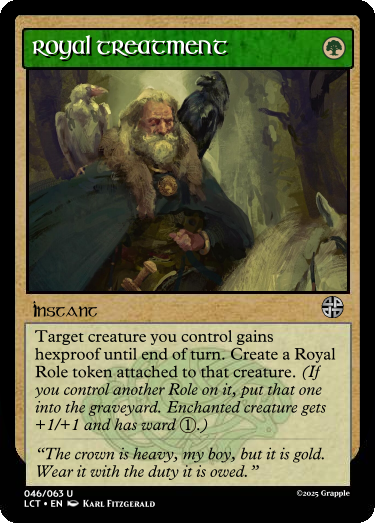 Royal Treatment
Instant
Target creature you control gains
hexproof until end of turn. Create a Royal
Role token attached to that creature. (If
you control another Role on it, put that one
into the graveyard. Enchanted creature gets
+1/+1 and has ward ①.)
“The crown is heavy, my boy, but it is gold.
Wear it with the duty it is owed.”
046/063 U
LCT • EN Karl Fitzgerald
©2025 Grapple